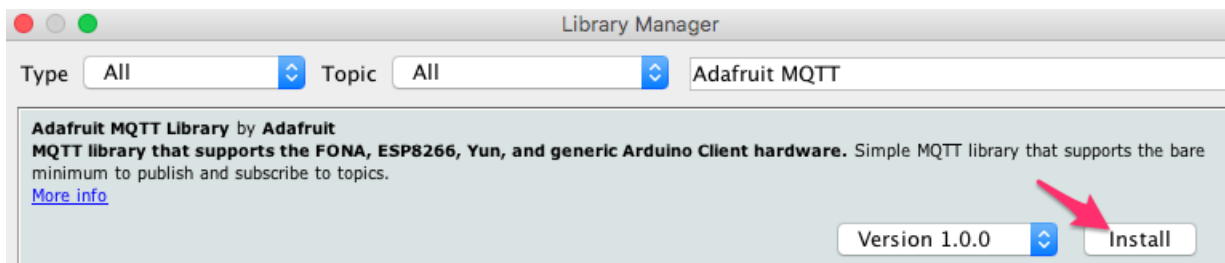 Library Manager
Type All Topic All Adafruit MQTT
Adafruit MQTT Library by Adafruit
MQTT library that supports the FONA, ESP8266, Yun, and generic Arduino Client hardware. Simple MQTT library that supports the bare
minimum to publish and subscribe to topics.
More info
Version 1.0.0 Install